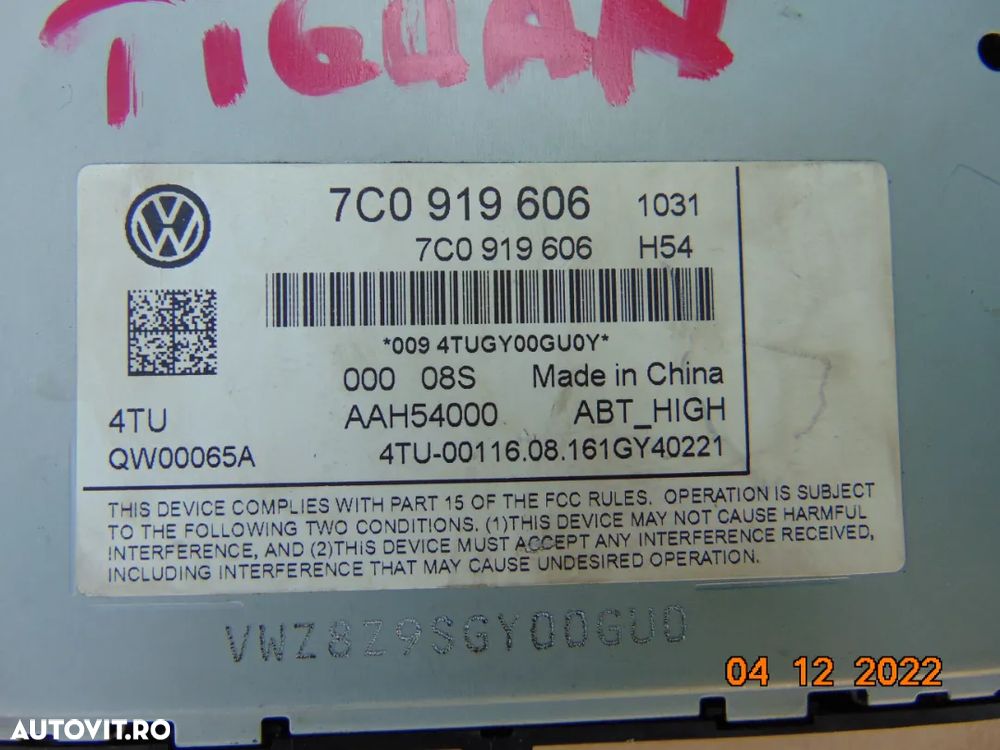 TIGUAN
7C0 919 606 1031
7C0 919 606 H54
*009 4TUGY00GU0Y*
000 08S Made in China
4TU AAH54000 ABT_HIGH
QW00065A 4TU-00116.08.161GY40221
THIS DEVICE COMPLIES WITH PART 15 OF THE FCC RULES. OPERATION IS SUBJECT
TO THE FOLLOWING TWO CONDITIONS. (1)THIS DEVICE MAY NOT CAUSE HARMFUL
INTERFERENCE, AND (2)THIS DEVICE MUST ACCEPT ANY INTERFERENCE RECEIVED,
INCLUDING INTERFERENCE THAT MAY CAUSE UNDESIRED OPERATION.
VWZ8Z9SGY00GU0
04 12 2022
AUTOVIT.RO